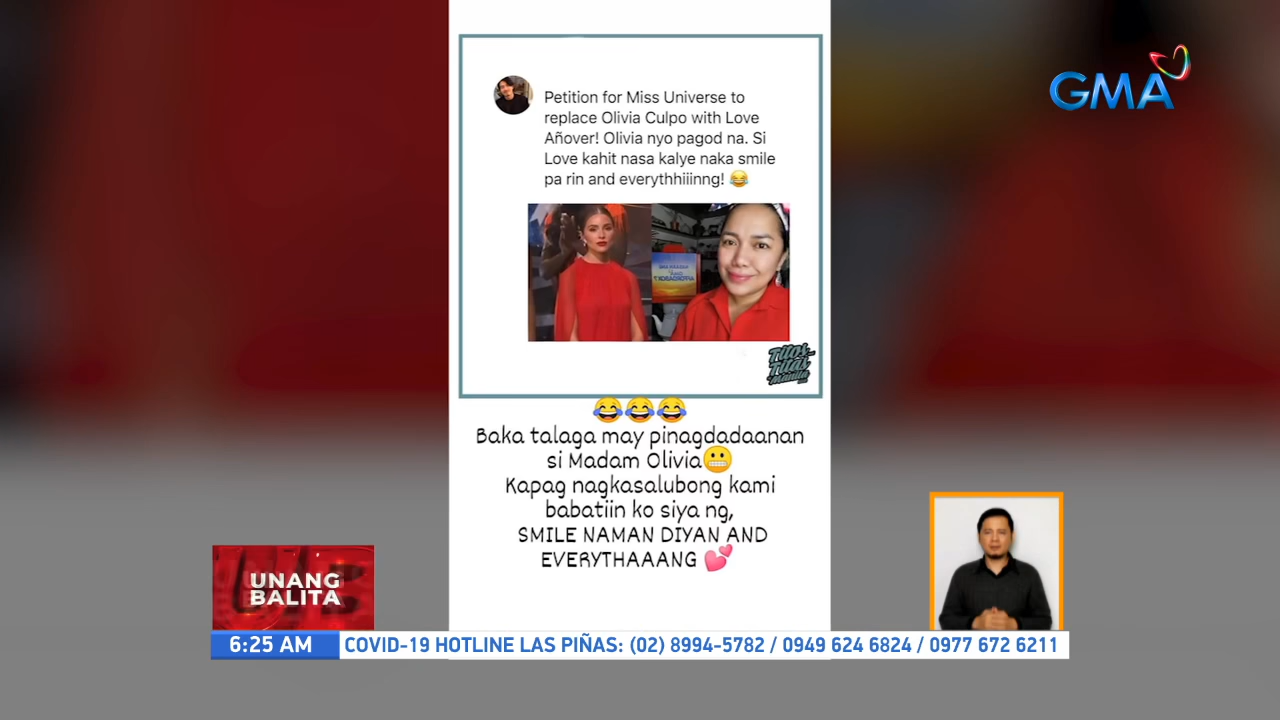 GMA
Petition for Miss Universe to
replace Olivia Culpo with Love
Añover! Olivia nyo pagod na. Si
Love kahit nasa kalye naka smile
pa rin and everythhiiinng! 😂
Titos
Titas
Manila
😂😂😂
Baka talaga may pinagdadaanan
si Madam Olivia😬
Kapag nagkasalubong kami
babatiin ko siya ng,
SMILE NAMAN DIYAN AND
EVERYTHAAANG 💕
UNANG
BALITA
6:25 AM COVID-19 HOTLINE LAS PIÑAS: (02) 8994-5782 / 0949 624 6824 / 0977 672 6211